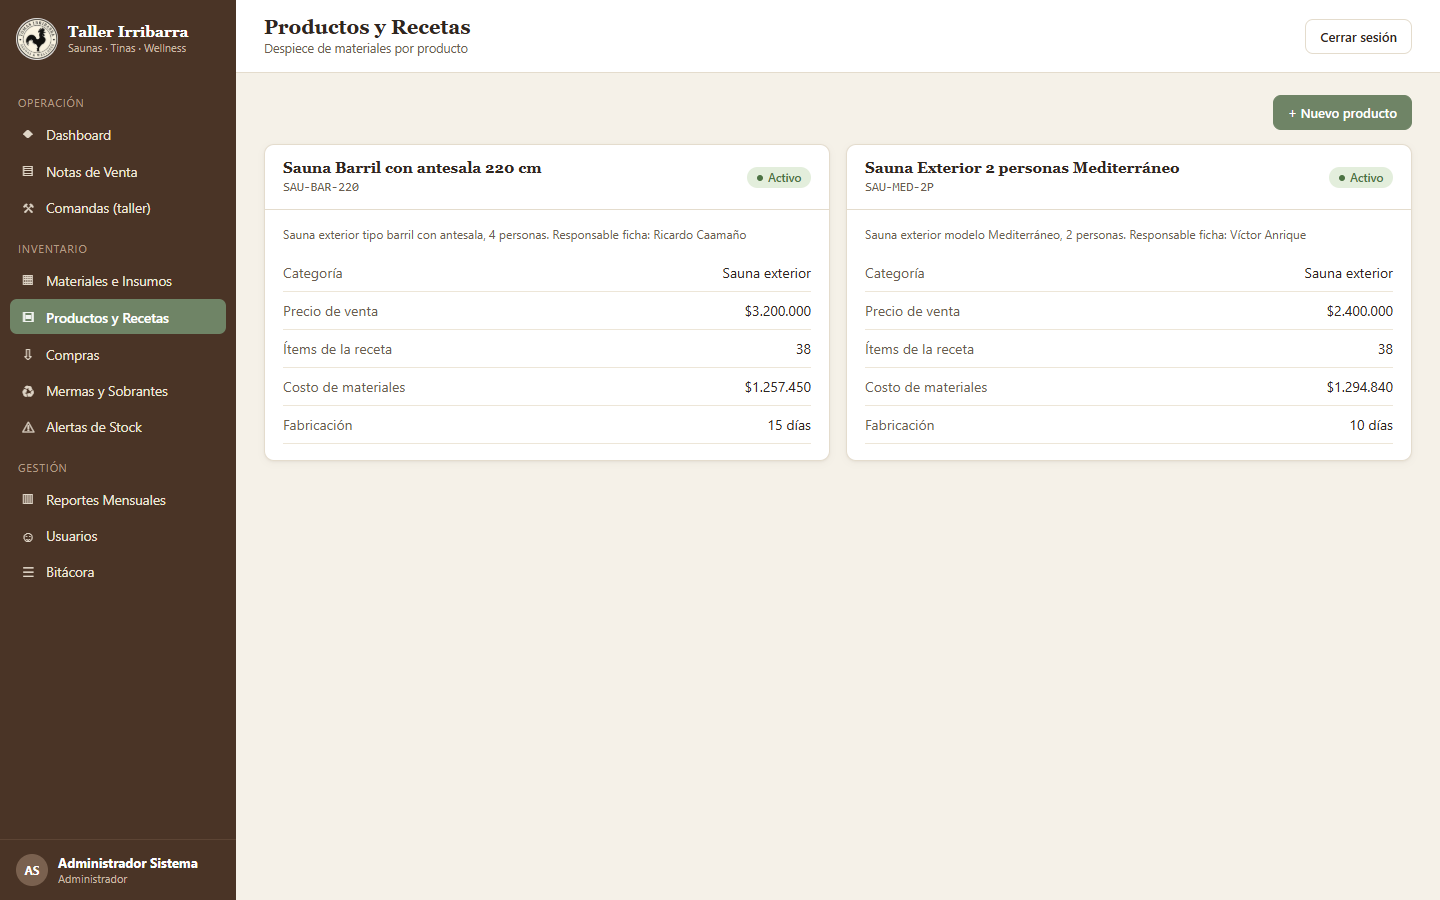 Taller Irribarra
Saunas · Tinas · Wellness
OPERACIÓN
Dashboard
Notas de Venta
Comandas (taller)
INVENTARIO
Materiales e Insumos
Productos y Recetas
Compras
Mermas y Sobrantes
Alertas de Stock
GESTIÓN
Reportes Mensuales
Usuarios
Bitácora
AS
Administrador Sistema
Administrador
Productos y Recetas
Despiece de materiales por producto
Cerrar sesión
+ Nuevo producto
Sauna Barril con antesala 220 cm
SAU-BAR-220
Activo
Sauna exterior tipo barril con antesala, 4 personas. Responsable ficha: Ricardo Caamaño
Categoría Sauna exterior
Precio de venta $3.200.000
Ítems de la receta 38
Costo de materiales $1.257.450
Fabricación 15 días
Sauna Exterior 2 personas Mediterráneo
SAU-MED-2P
Activo
Sauna exterior modelo Mediterráneo, 2 personas. Responsable ficha: Víctor Anrique
Categoría Sauna exterior
Precio de venta $2.400.000
Ítems de la receta 38
Costo de materiales $1.294.840
Fabricación 10 días